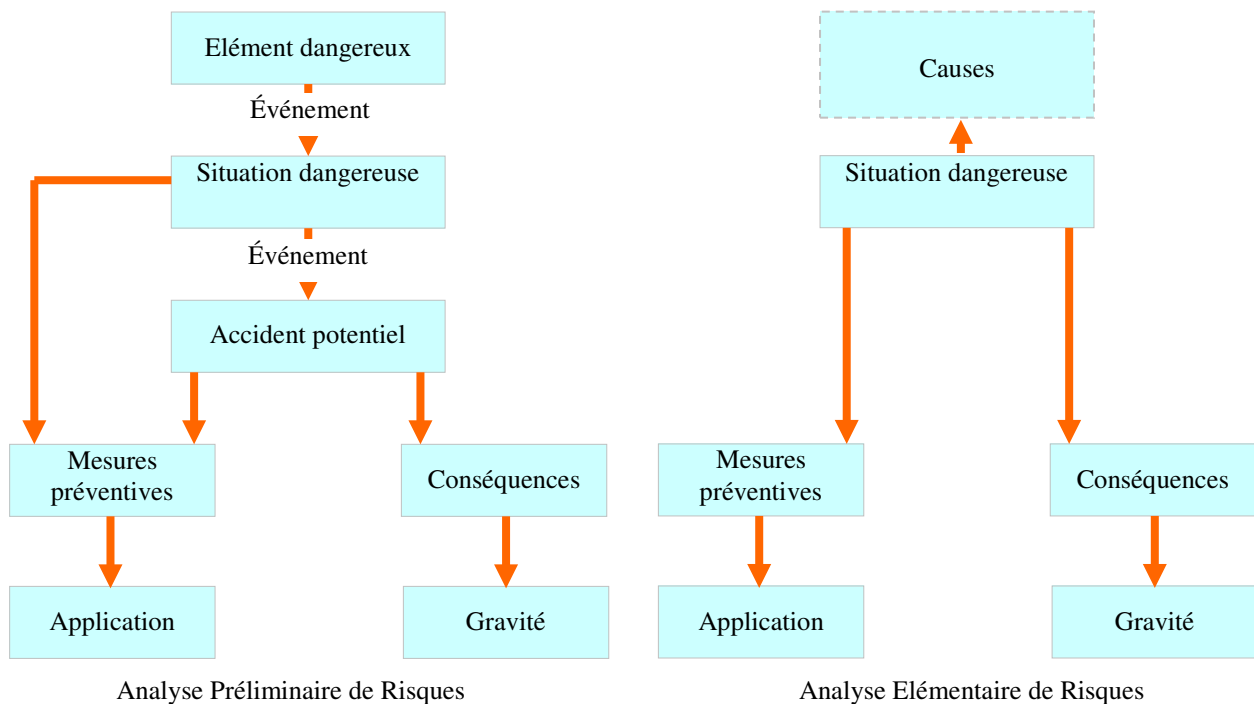 Elément dangereux
Événement
Situation dangereuse
Événement
Accident potentiel
Mesures
préventives
Conséquences
Application
Gravité
Analyse Préliminaire de Risques
Causes
Situation dangereuse
Mesures
préventives
Conséquences
Application
Gravité
Analyse Elémentaire de Risques